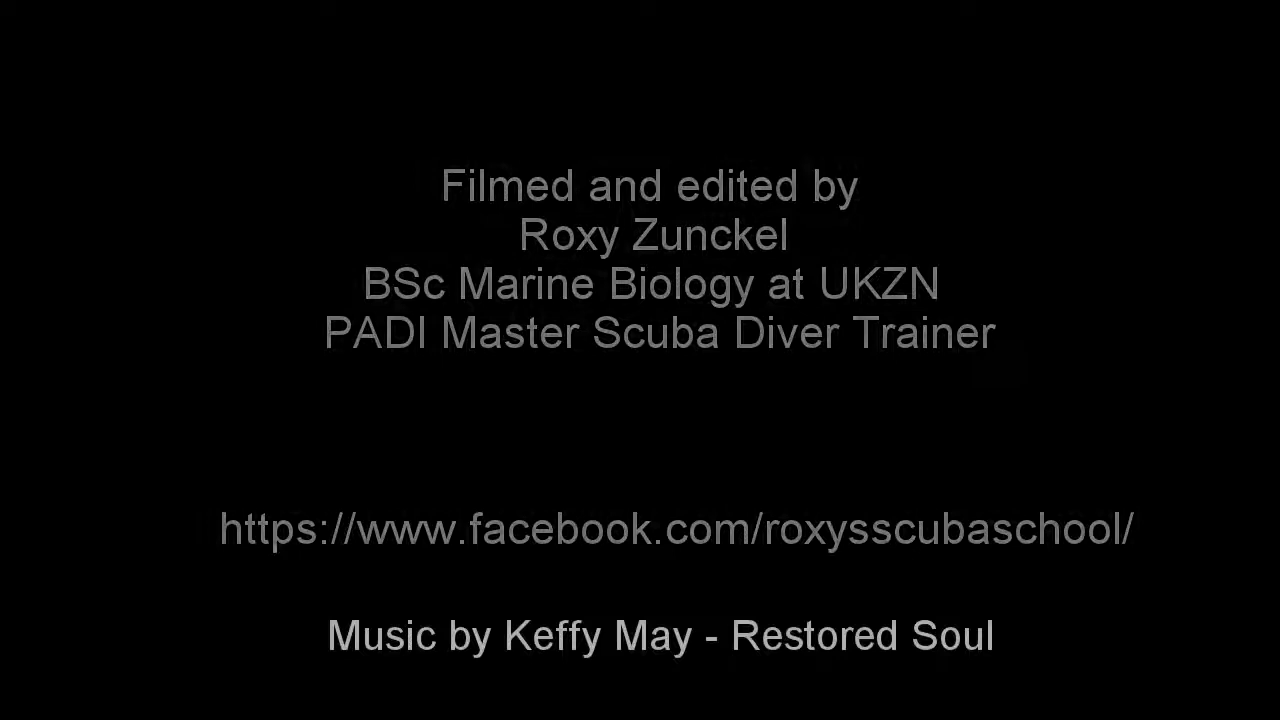 Filmed and edited by
Roxy Zunckel
BSc Marine Biology at UKZN
PADI Master Scuba Diver Trainer
https://www.facebook.com/roxysscubaschool/
Music by Keffy May - Restored Soul